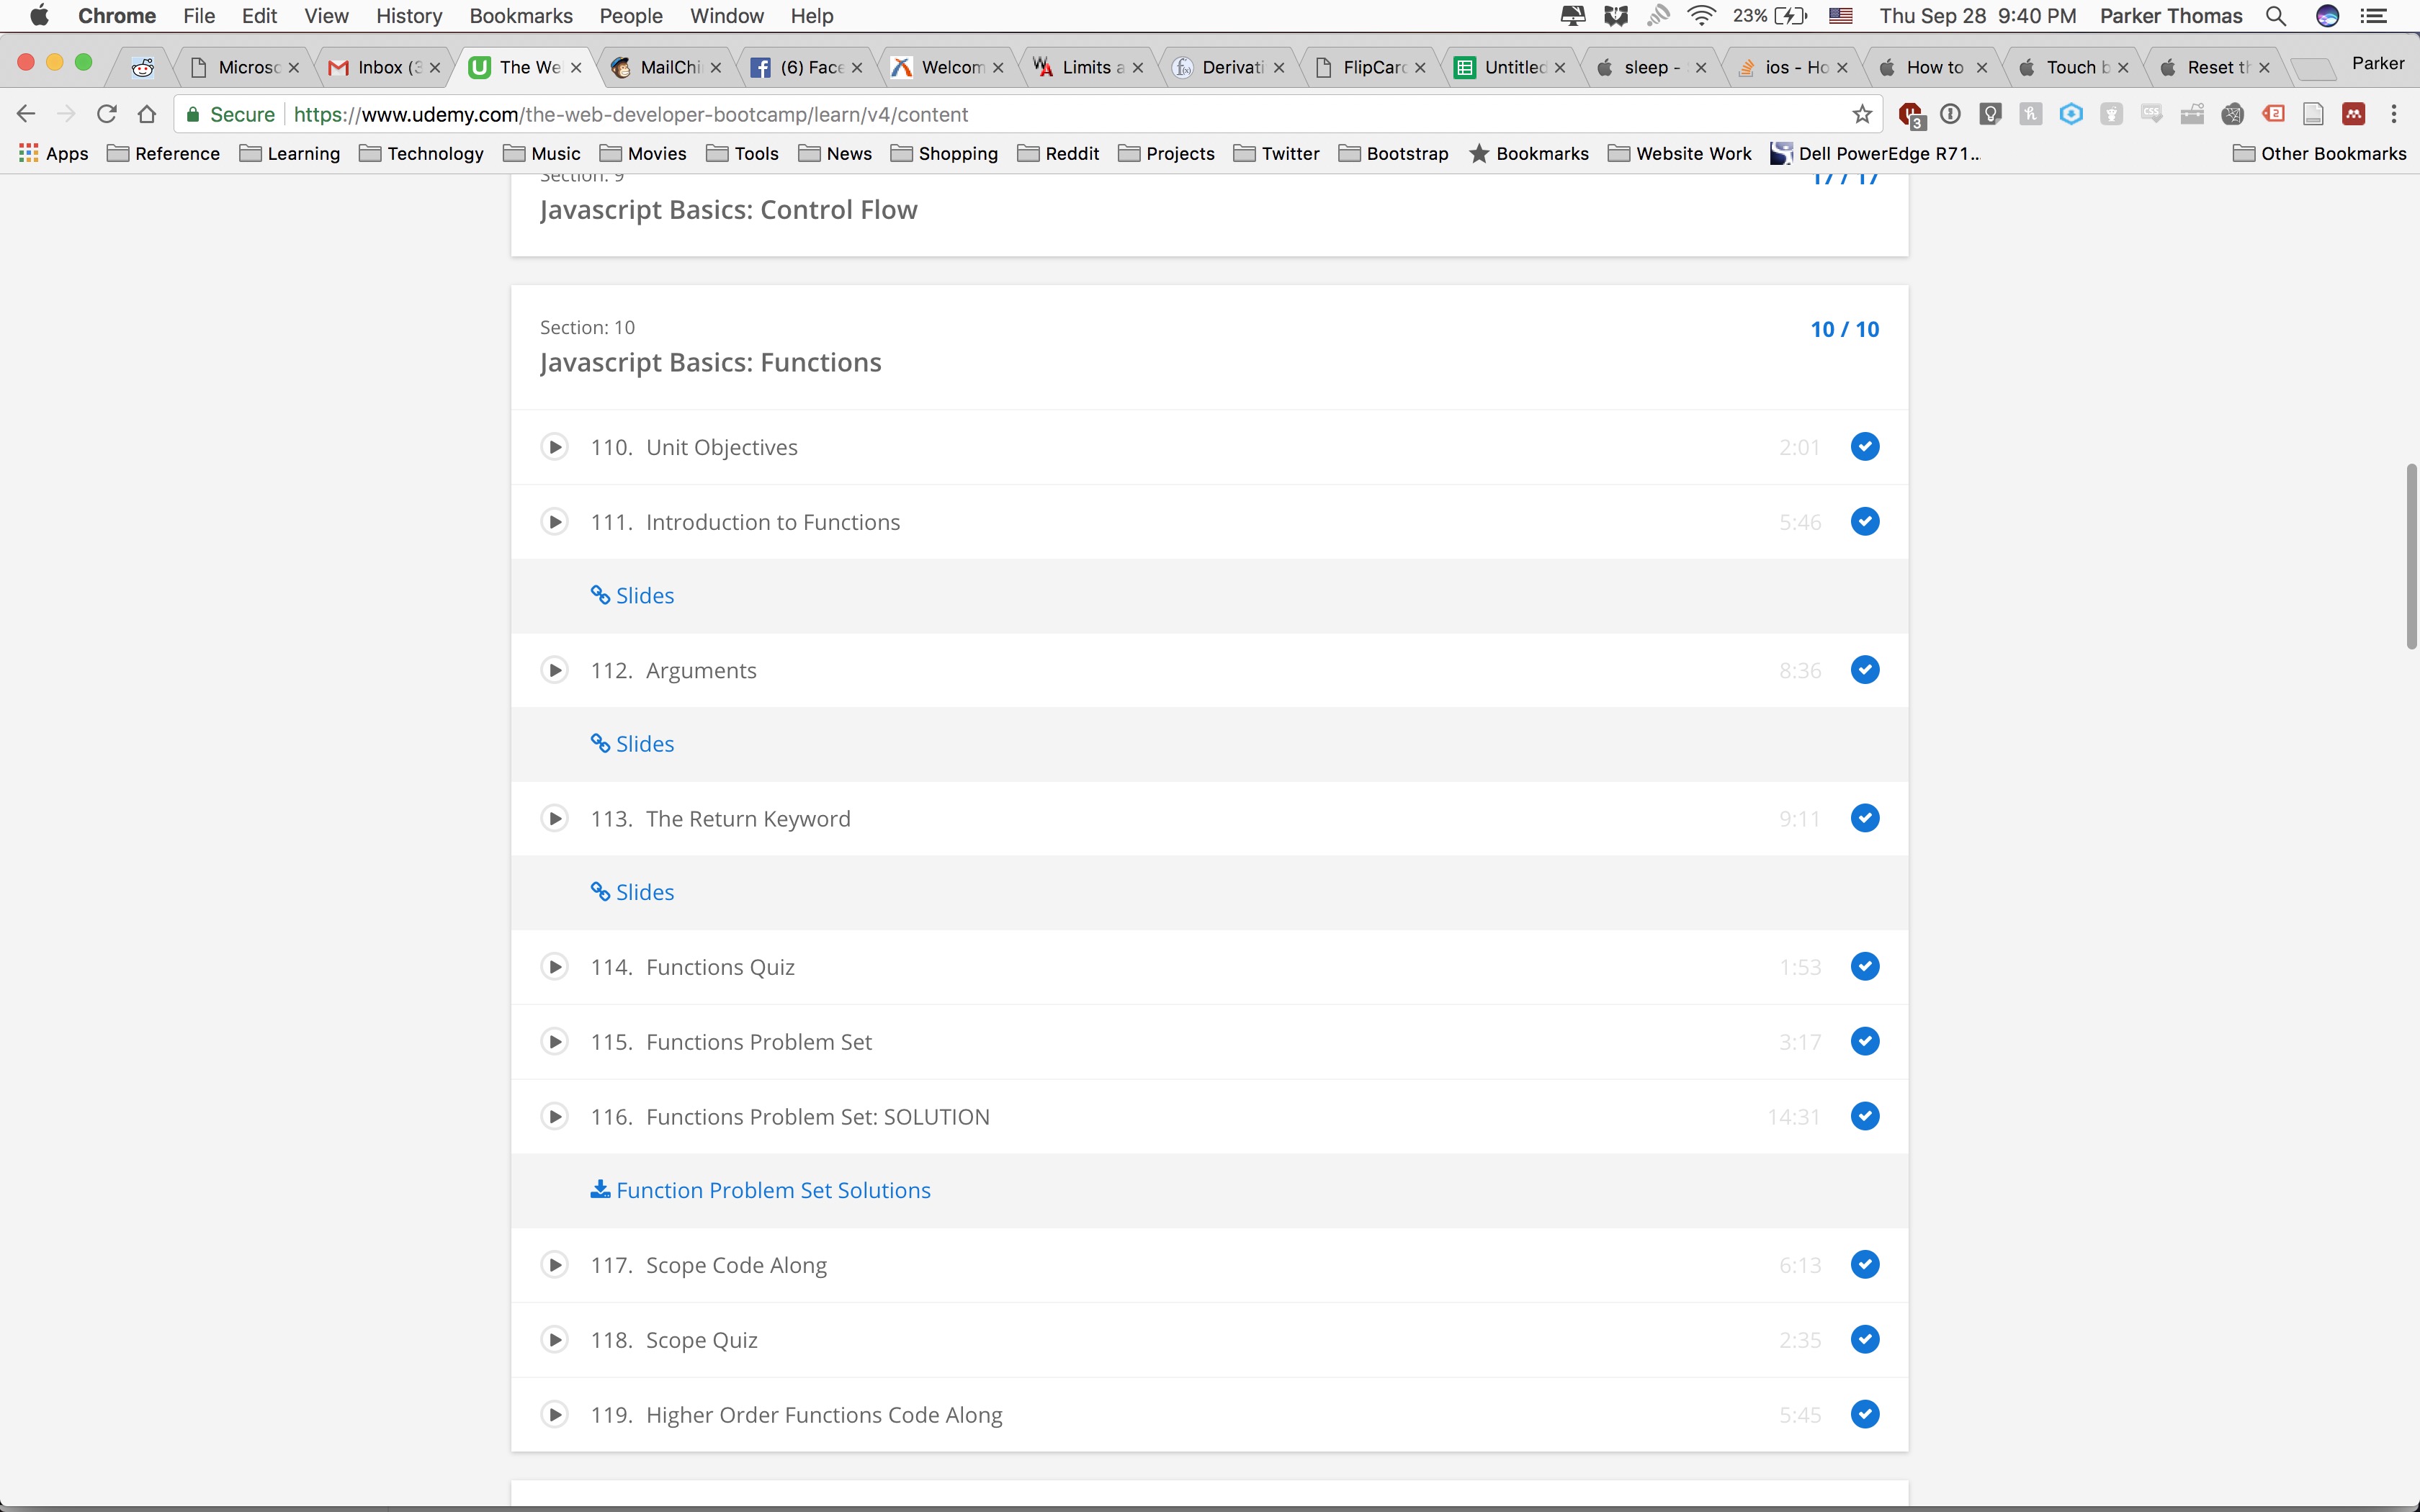 Chrome File Edit View History Bookmarks People Window Help 23% Thu Sep 28 9:40 PM Parker Thomas
Microsc Inbox (3 The We MailChi (6) Face Welcom Limits a Derivati FlipCard Untitled sleep - ios - Ho How to Touch b Reset th Parker
Secure https://www.udemy.com/the-web-developer-bootcamp/learn/v4/content 3
Apps Reference Learning Technology Music Movies Tools News Shopping Reddit Projects Twitter Bootstrap Bookmarks Website Work Dell PowerEdge R71... Other Bookmarks
Section: 9 17 / 17
Javascript Basics: Control Flow
Section: 10 10 / 10
Javascript Basics: Functions
110. Unit Objectives 2:01
111. Introduction to Functions 5:46
Slides
112. Arguments 8:36
Slides
113. The Return Keyword 9:11
Slides
114. Functions Quiz 1:53
115. Functions Problem Set 3:17
116. Functions Problem Set: SOLUTION 14:31
Function Problem Set Solutions
117. Scope Code Along 6:13
118. Scope Quiz 2:35
119. Higher Order Functions Code Along 5:45